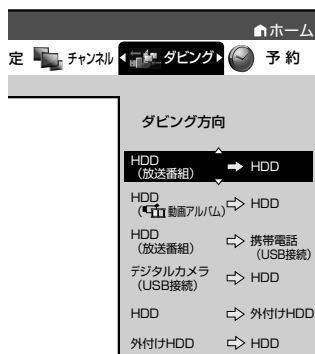 ホーム
定 チャンネル ダビング 予約
ダビング方向
HDD
(放送番組) ➡ HDD
HDD
(動画アルバム) ⇨ HDD
HDD
(放送番組) ⇨ 携帯電話
(USB接続)
デジタルカメラ
(USB接続) ⇨ HDD
HDD ⇨ 外付けHDD
外付けHDD ⇨ HDD